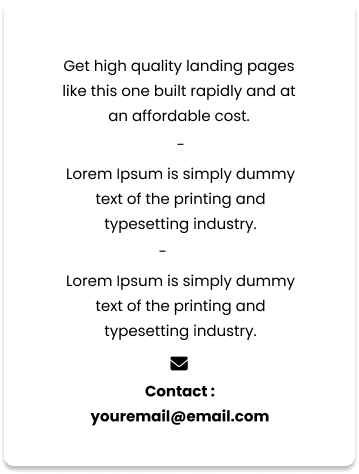 Get high quality landing pages
like this one built rapidly and at
an affordable cost.
-
Lorem Ipsum is simply dummy
text of the printing and
typesetting industry.
-
Lorem Ipsum is simply dummy
text of the printing and
typesetting industry.
Contact :
youremail@email.com